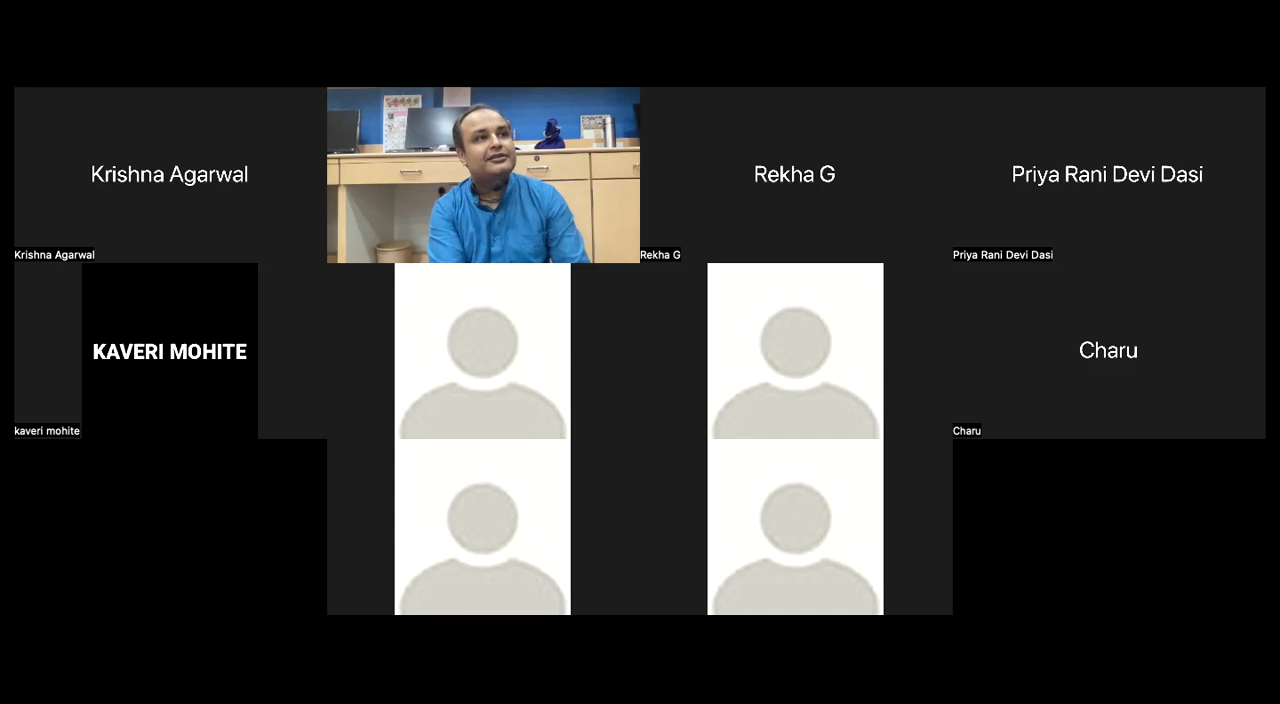 Krishna Agarwal
Rekha G
Priya Rani Devi Dasi
Krishna Agarwal
Rekha G
Priya Rani Devi Dasi
KAVERI MOHITE
Charu
kaveri mohite
Charu